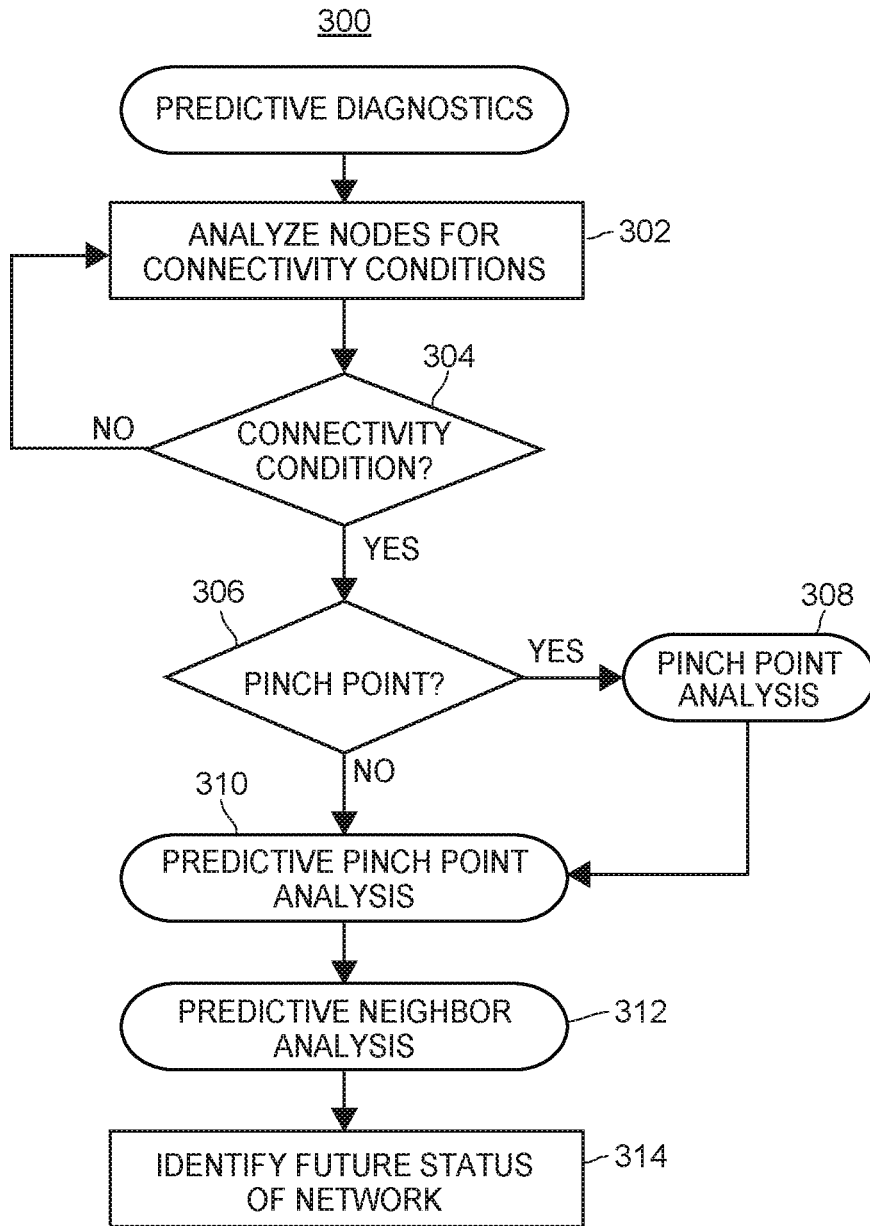 300
PREDICTIVE DIAGNOSTICS
ANALYZE NODES FOR
CONNECTIVITY CONDITIONS
302
304
NO
CONNECTIVITY
CONDITION?
YES
306
308
PINCH POINT?
YES
PINCH POINT
ANALYSIS
NO
310
PREDICTIVE PINCH POINT
ANALYSIS
PREDICTIVE NEIGHBOR
ANALYSIS
312
IDENTIFY FUTURE STATUS
OF NETWORK
314